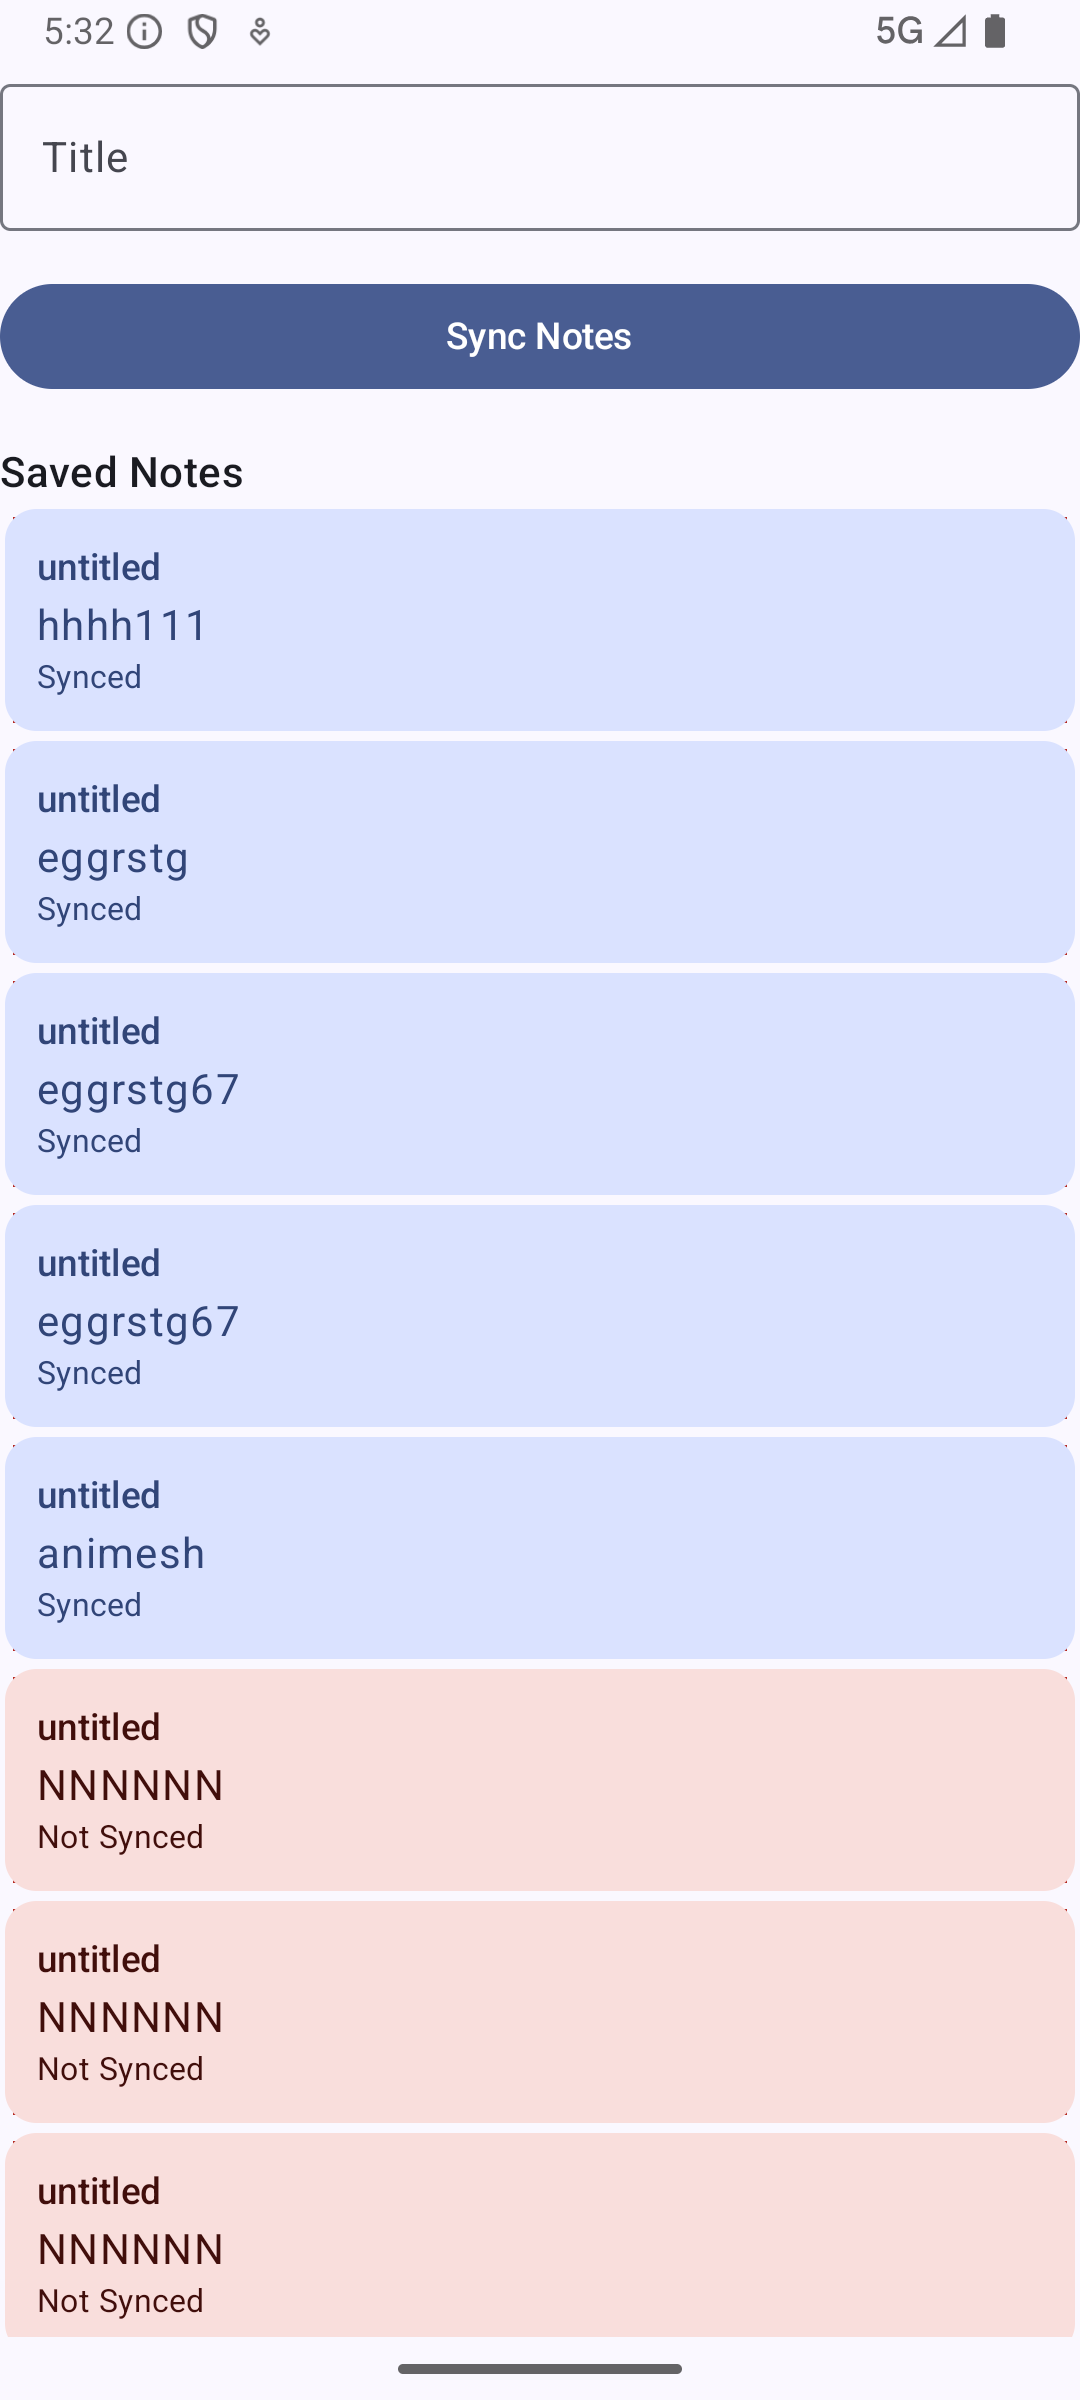 5:32
5G
Title
Sync Notes
Saved Notes
untitled
hhhh111
Synced
untitled
eggrstg
Synced
untitled
eggrstg67
Synced
untitled
eggrstg67
Synced
untitled
animesh
Synced
untitled
NNNNNN
Not Synced
untitled
NNNNNN
Not Synced
untitled
NNNNNN
Not Synced